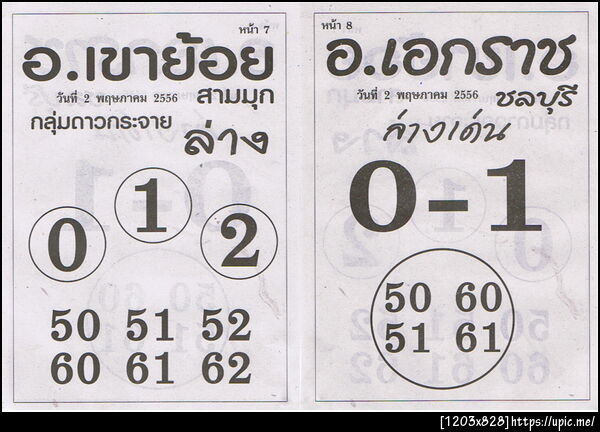 หน้า 7
อ.เขาย้อย
วันที่ 2 พฤษภาคม 2556 สามมุก
กลุ่มดาวกระจาย ล่าง
0 1 2
50 51 52
60 61 62
หน้า 8
อ.เอกราช
วันที่ 2 พฤษภาคม 2556 ชลบุรี
ล่างเด่น
0-1
50 60
51 61
[1203x828]https://upic.me/